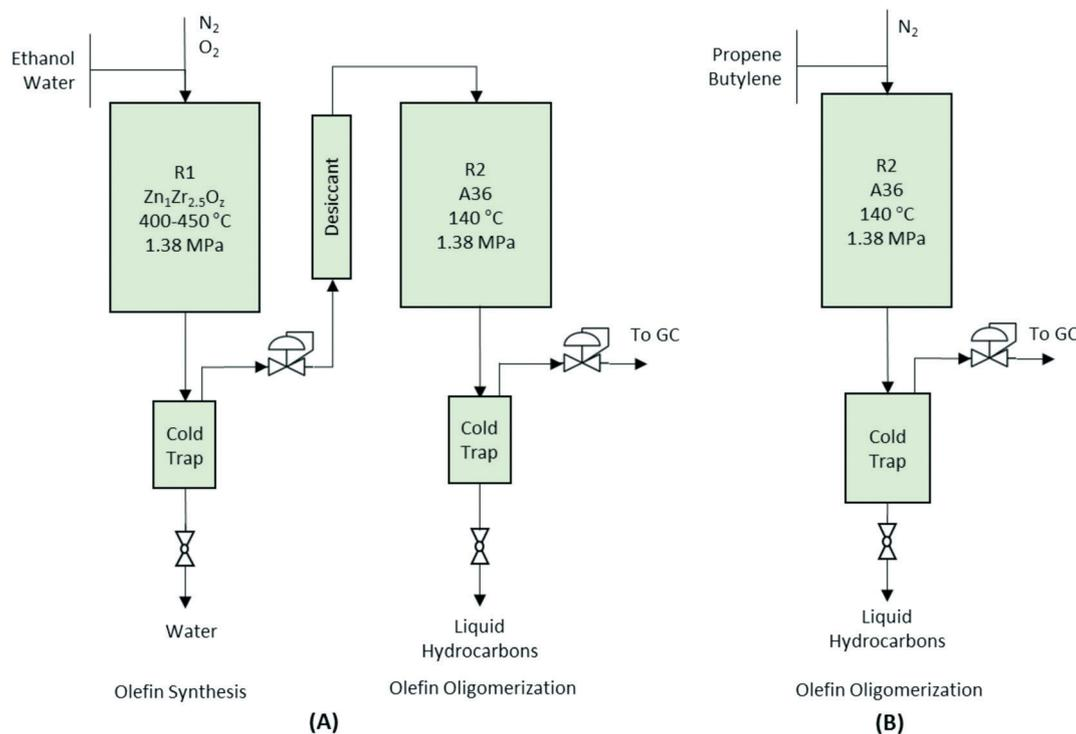 N₂
O₂
Ethanol
Water
R1
Zn₁Zr₂.₅O_z
400-450 °C
1.38 MPa
Cold
Trap
Water
Olefin Synthesis
Desiccant
R2
A36
140 °C
1.38 MPa
To GC
Cold
Trap
Liquid
Hydrocarbons
Olefin Oligomerization
(A)
N₂
Propene
Butylene
R2
A36
140 °C
1.38 MPa
To GC
Cold
Trap
Liquid
Hydrocarbons
Olefin Oligomerization
(B)